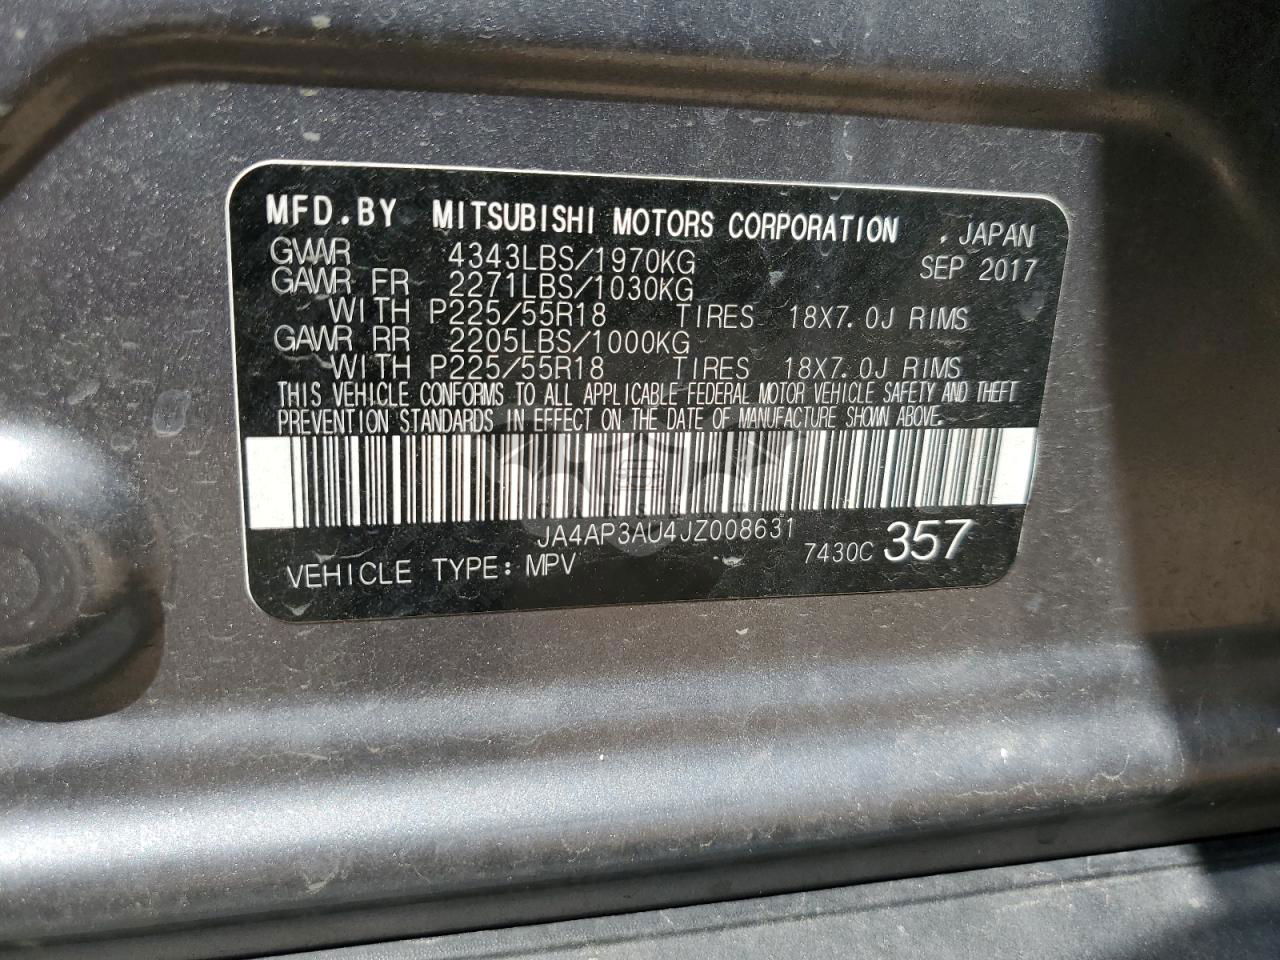 MFD.BY MITSUBISHI MOTORS CORPORATION , JAPAN
GVWR 4343LBS/1970KG SEP 2017
GAWR FR 2271LBS/1030KG
WITH P225/55R18 TIRES 18X7.0J RIMS
GAWR RR 2205LBS/1000KG
WITH P225/55R18 TIRES 18X7.0J RIMS
THIS VEHICLE CONFORMS TO ALL APPLICABLE FEDERAL MOTOR VEHICLE SAFETY AND THEFT
PREVENTION STANDARDS IN EFFECT ON THE DATE OF MANUFACTURE SHOWN ABOVE.
JA4AP3AU4JZ008631
VEHICLE TYPE: MPV 7430C 357